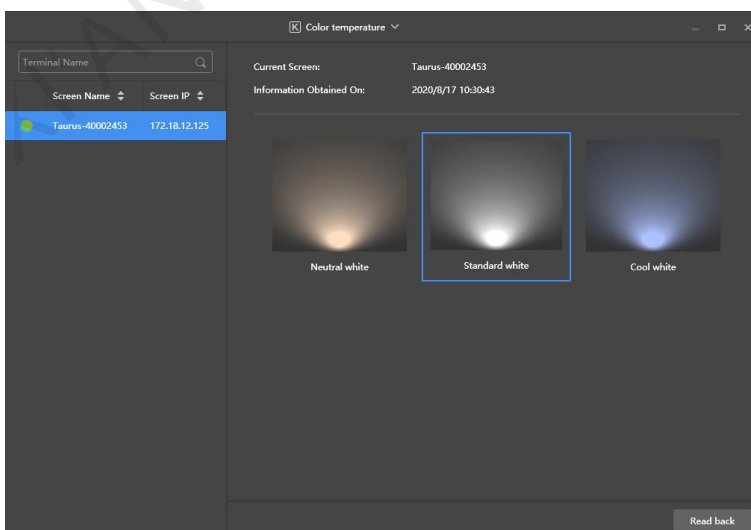 K Color temperature
Terminal Name
Screen Name Screen IP
Taurus-40002453 172.18.12.125
Current Screen: Taurus-40002453
Information Obtained On: 2020/8/17 10:30:43
Neutral white Standard white Cool white
Read back